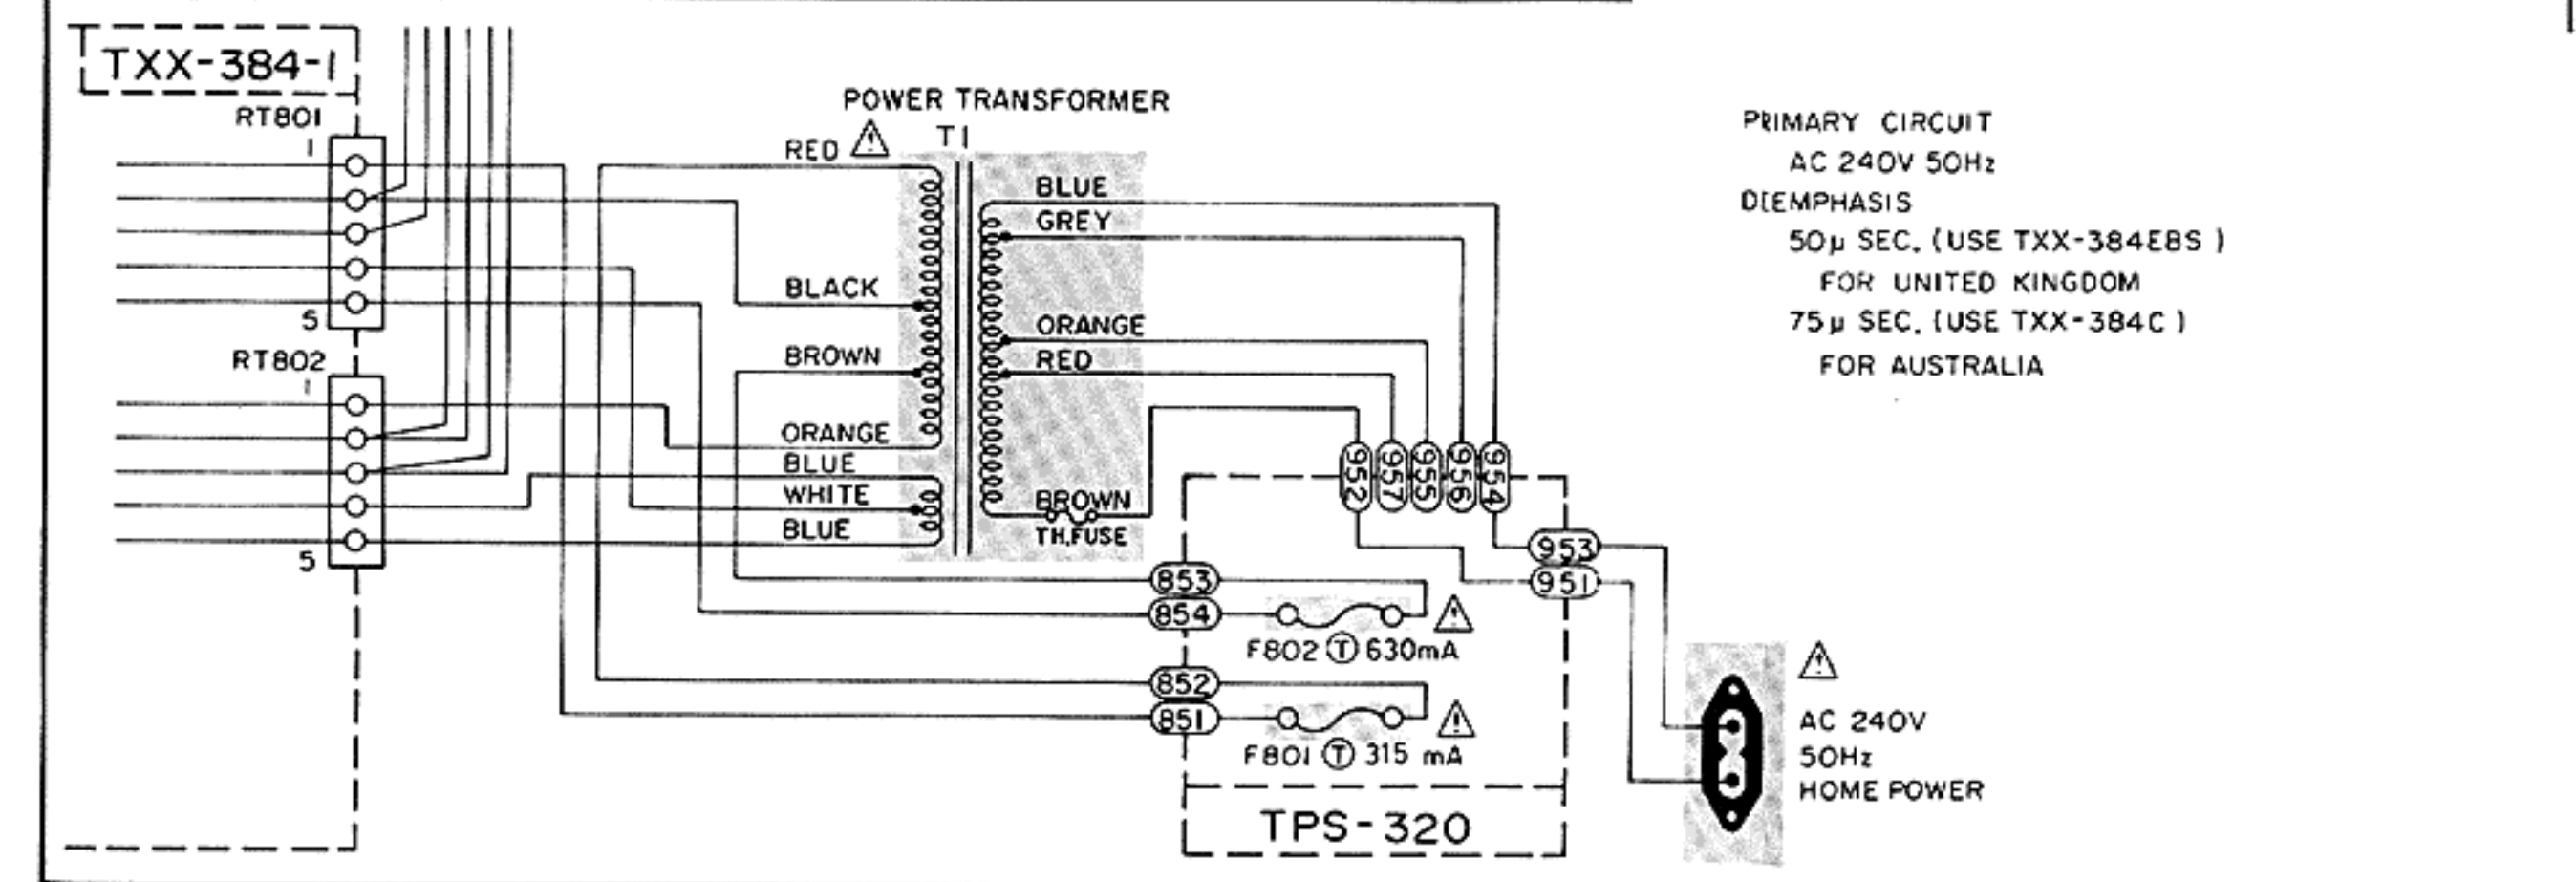 TXX-384-1
RT801
1
5
RT802
1
5
POWER TRANSFORMER
T1
RED
BLACK
BROWN
ORANGE
BLUE
WHITE
BLUE
BLUE
GREY
ORANGE
RED
BROWN
TH.FUSE
952
957
955
956
954
953
951
853
854
F802 Ⓣ 630mA
852
851
F801 Ⓣ 315 mA
TPS-320
PRIMARY CIRCUIT
AC 240V 50Hz
DEEMPHASIS
50μ SEC. (USE TXX-384EBS )
FOR UNITED KINGDOM
75μ SEC. (USE TXX-384C )
FOR AUSTRALIA
AC 240V
50Hz
HOME POWER